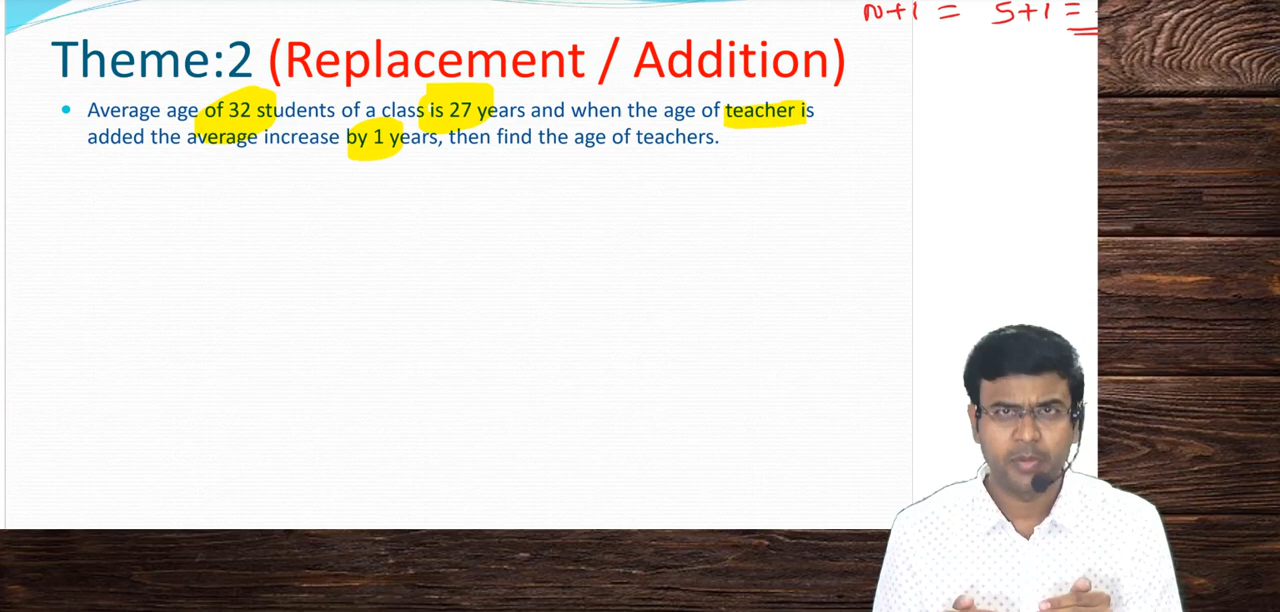 n+1 = 5+1 =
Theme:2 (Replacement / Addition)
• Average age of 32 students of a class is 27 years and when the age of teacher is
added the average increase by 1 years, then find the age of teachers.